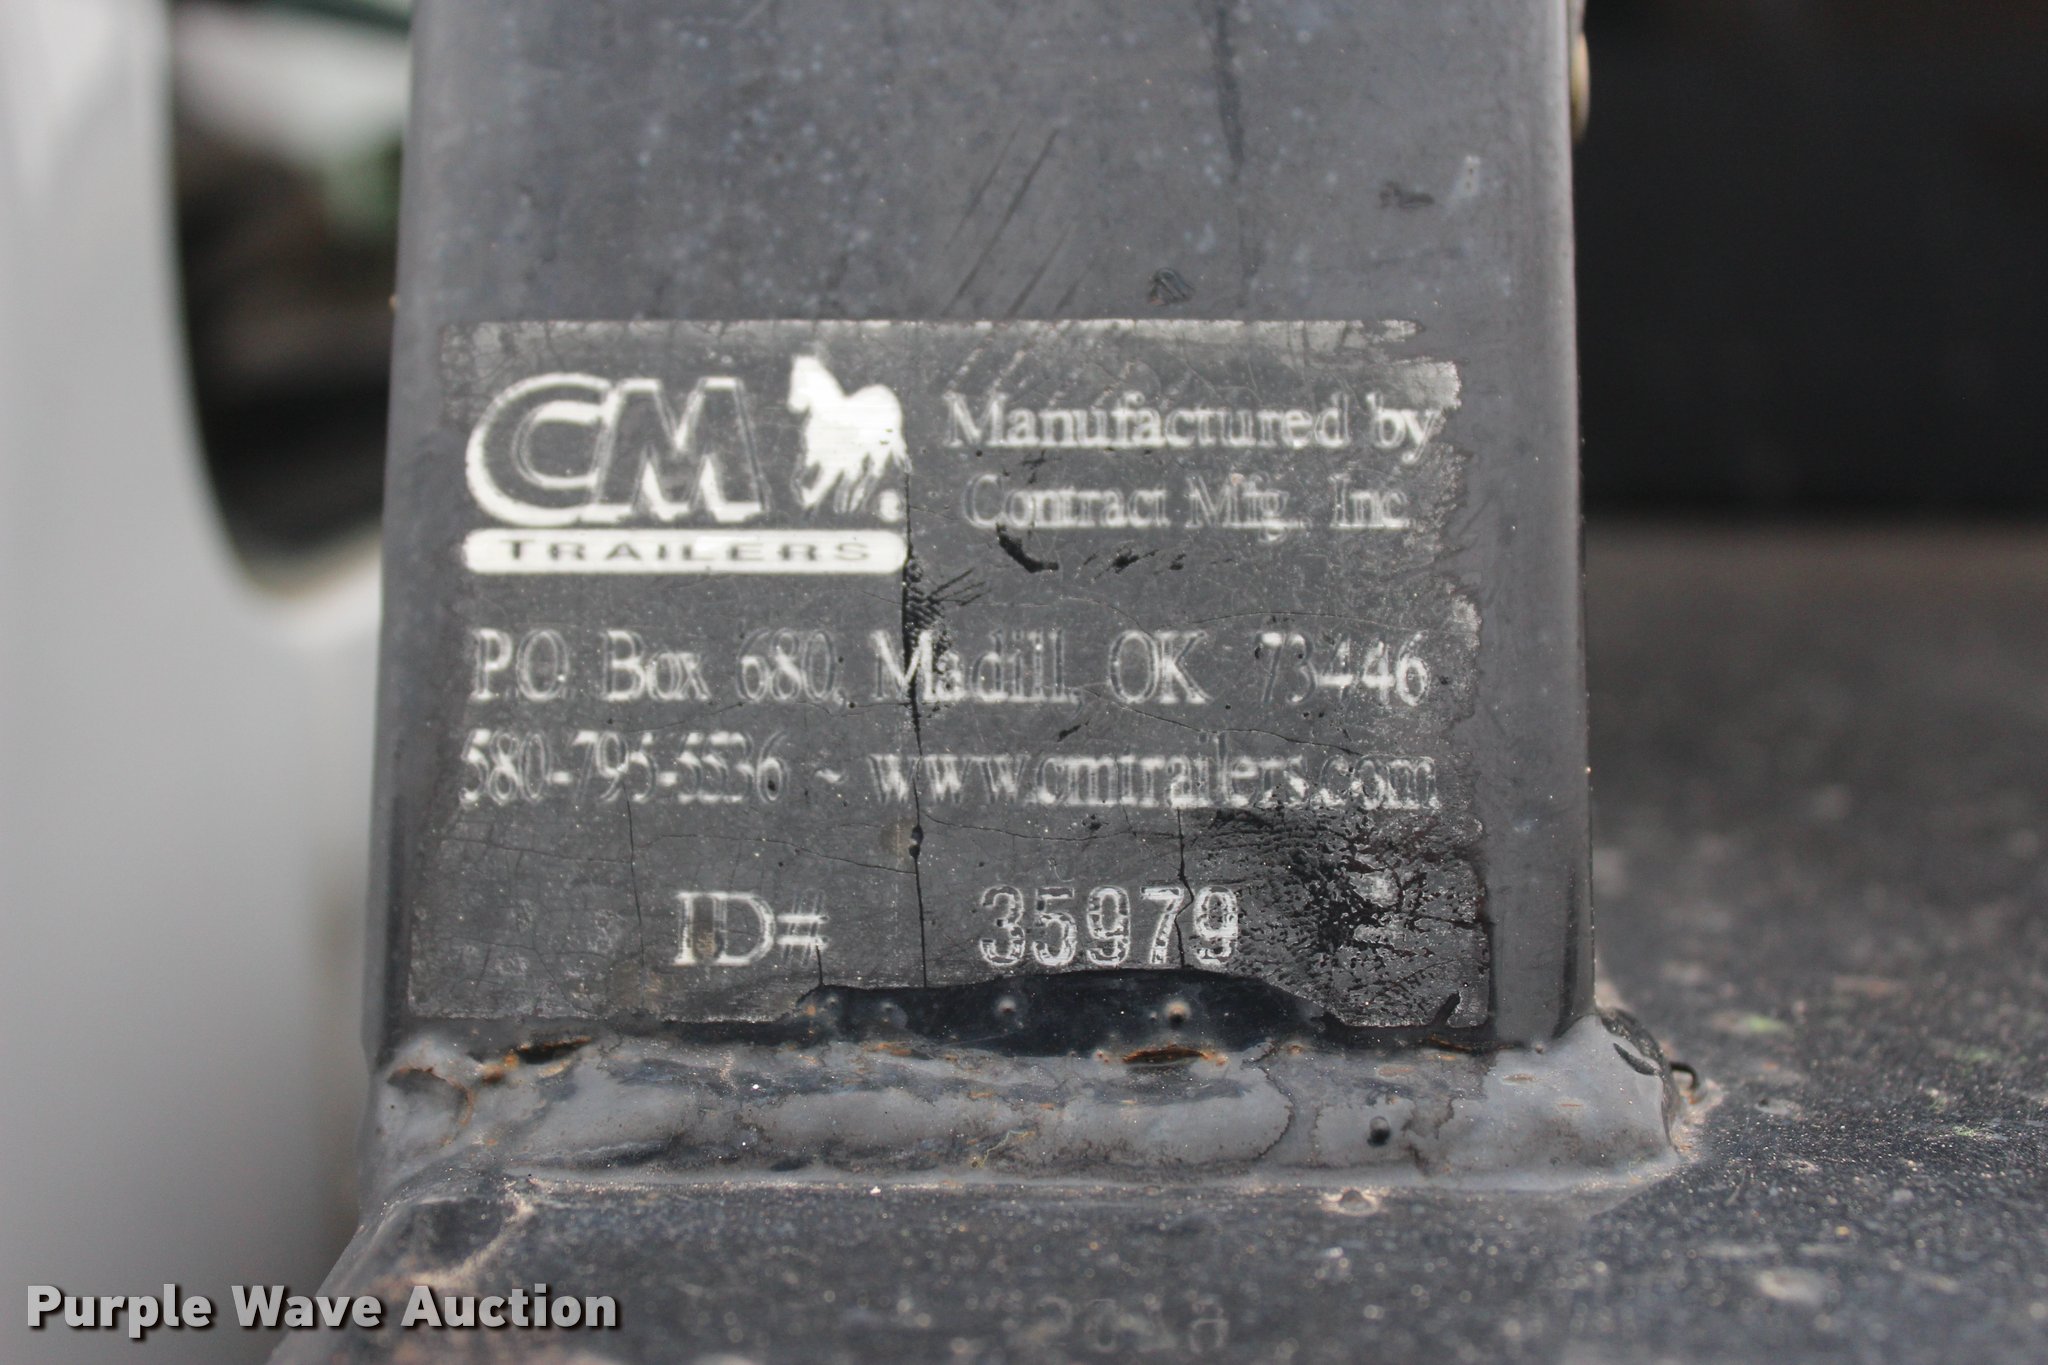 CM ®
TRAILERS
Manufactured by
Contract Mfg., Inc.
P.O. Box 680, Madill, OK 73446
580-795-5536 ~ www.cmtrailers.com
ID# 35979
Purple Wave Auction